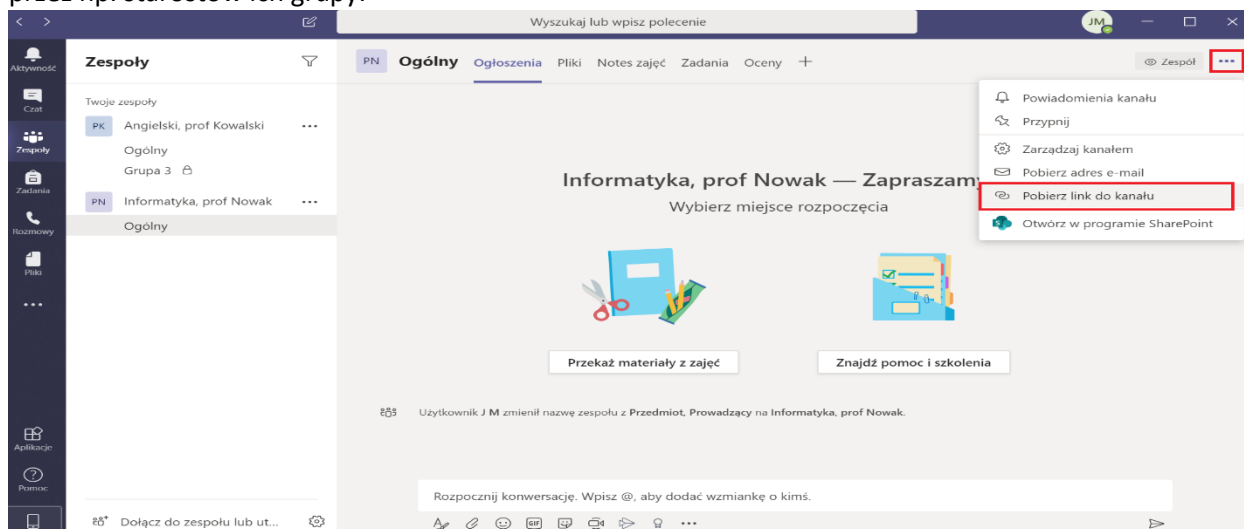 Wyszukaj lub wpisz polecenie
JM
Aktywność
Czat
Zespoły
Zadania
Rozmowy
Pliki
Aplikacje
Pomoc
Zespoły
Twoje zespoły
PK Angielski, prof Kowalski
Ogólny
Grupa 3
PN Informatyka, prof Nowak
Ogólny
Dołącz do zespołu lub ut...
PN Ogólny Ogłoszenia Pliki Notes zajęć Zadania Oceny
Zespół
Powiadomienia kanału
Przypnij
Zarządzaj kanałem
Pobierz adres e-mail
Pobierz link do kanału
Otwórz w programie SharePoint
Informatyka, prof Nowak — Zapraszamy
Wybierz miejsce rozpoczęcia
Przekaż materiały z zajęć
Znajdź pomoc i szkolenia
Użytkownik J M zmienił nazwę zespołu z Przedmiot, Prowadzący na Informatyka, prof Nowak.
Rozpocznij konwersację. Wpisz @, aby dodać wzmiankę o kimś.
GIF